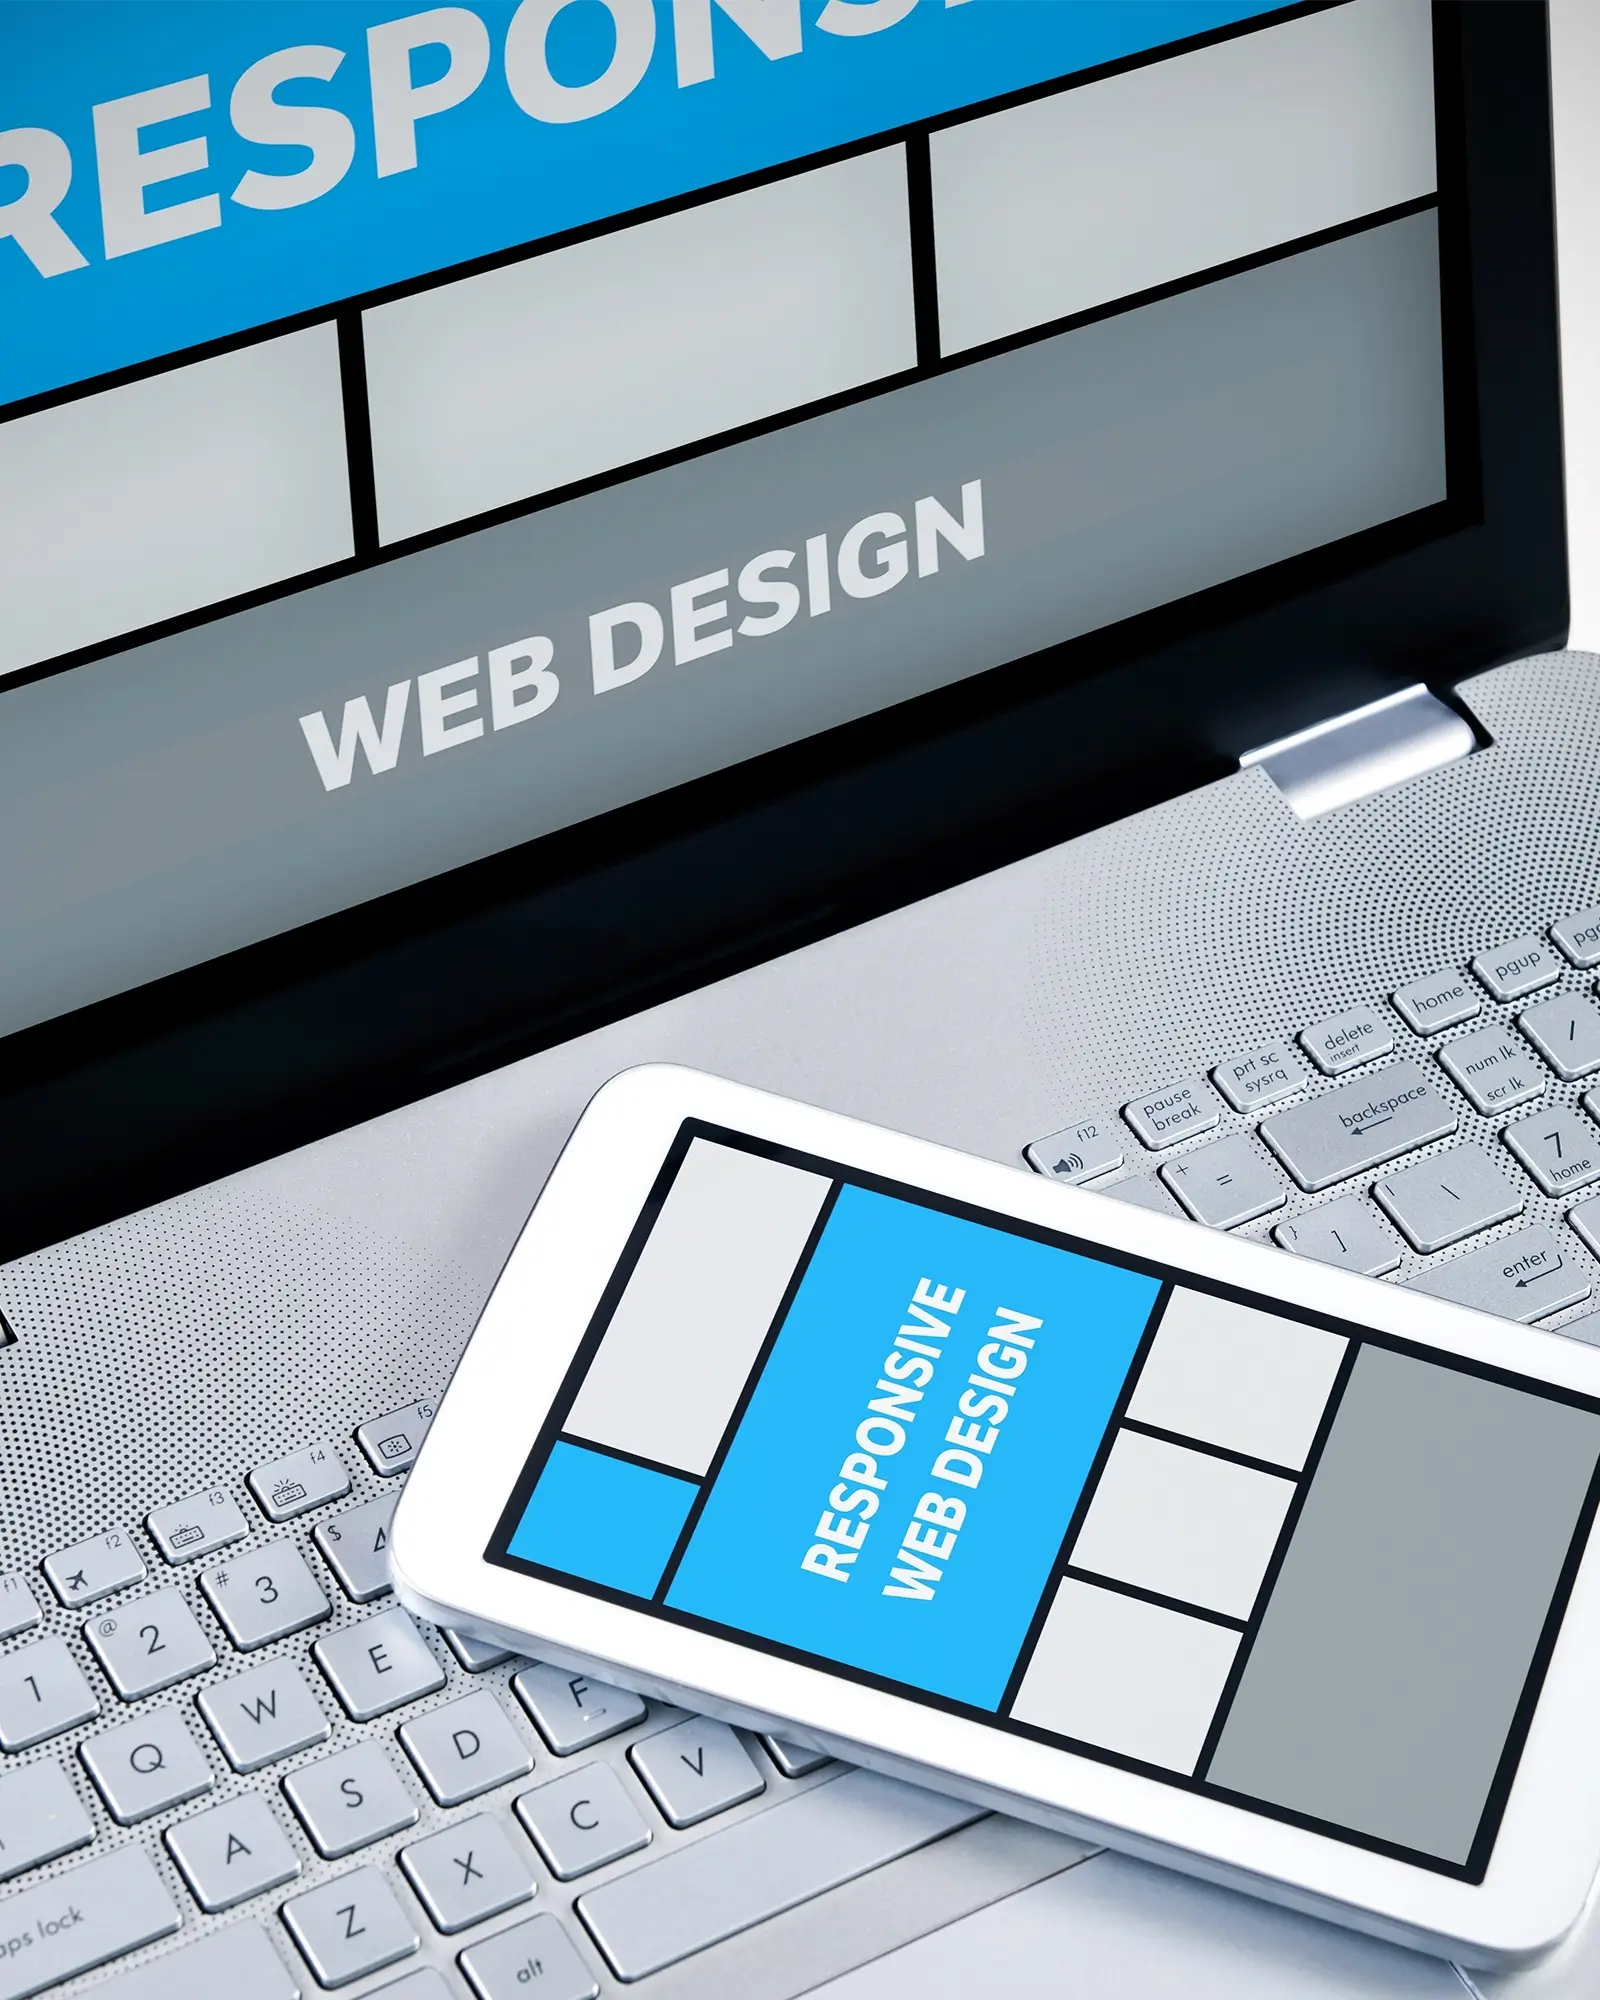 RESPONS
WEB DESIGN
pgup
home
delete
insert
prt sc
sysrq
pause
break
f12
num lk
scr lk
/
backspace
+ =
7
home
\
} ]
enter
RESPONSIVE
WEB DESIGN
f5
f4
f3
f2
f1
$
# 3
@ 2
1
E
W
Q
F
D
S
A
V
C
X
Z
aps lock
alt